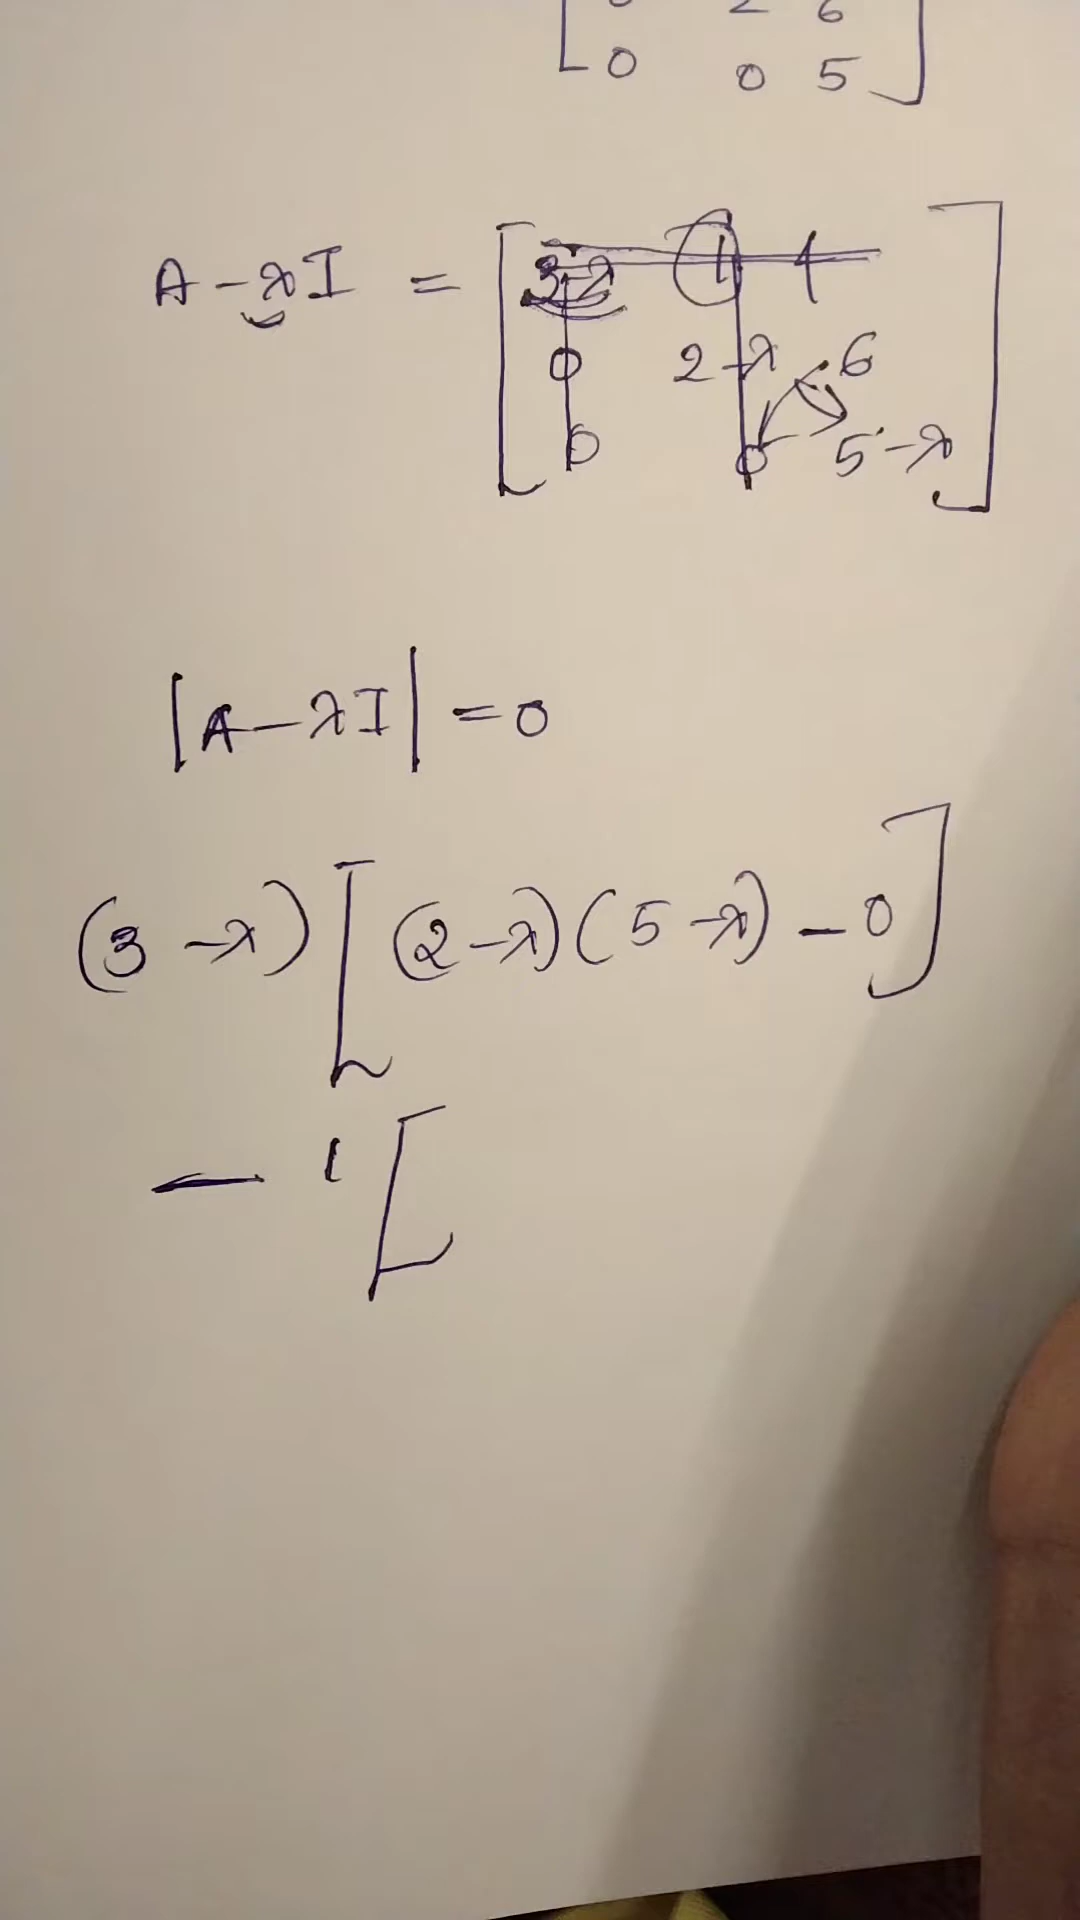 2 6
0 0 5
A - λI = [ 3-λ 1 4
0 2-λ 6
0 0 5-λ ]
|A - λI| = 0
(3 - λ) [ (2-λ)(5-λ) - 0 ]
- 1 [